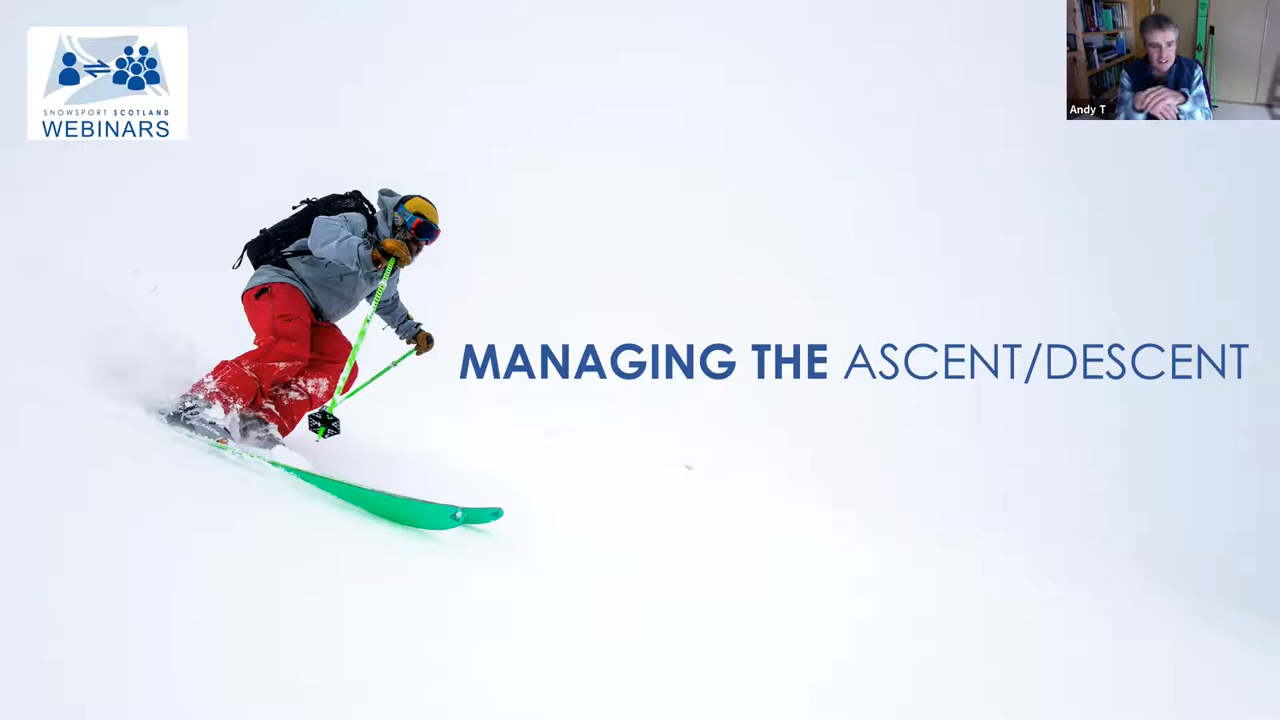 SNOWSPORT SCOTLAND
WEBINARS
Andy T
MANAGING THE ASCENT/DESCENT